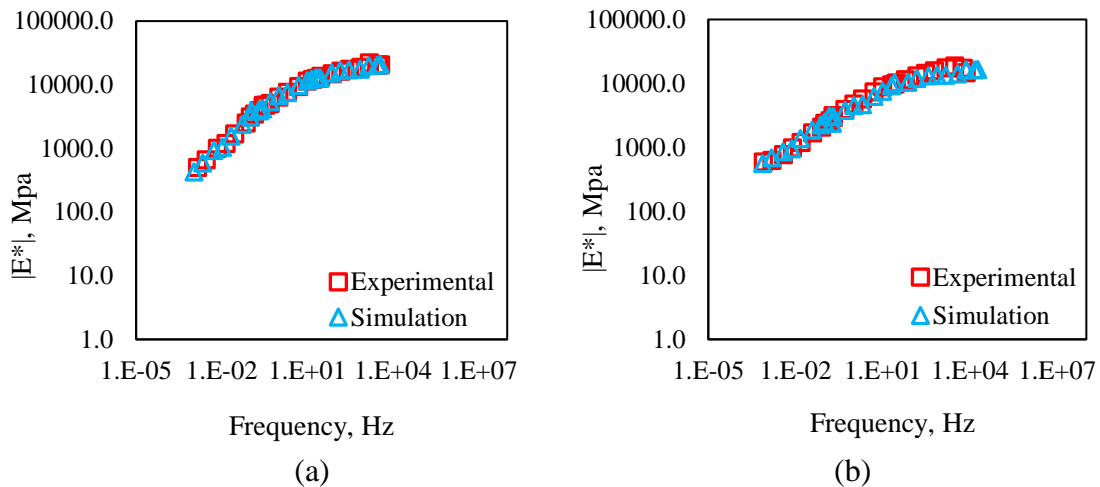 100000.0
10000.0
1000.0
100.0
10.0
1.0
|E*|, Mpa
Experimental
Simulation
1.E-05 1.E-02 1.E+01 1.E+04 1.E+07
Frequency, Hz
(a)
100000.0
10000.0
1000.0
100.0
10.0
1.0
|E*|, Mpa
Experimental
Simulation
1.E-05 1.E-02 1.E+01 1.E+04 1.E+07
Frequency, Hz
(b)